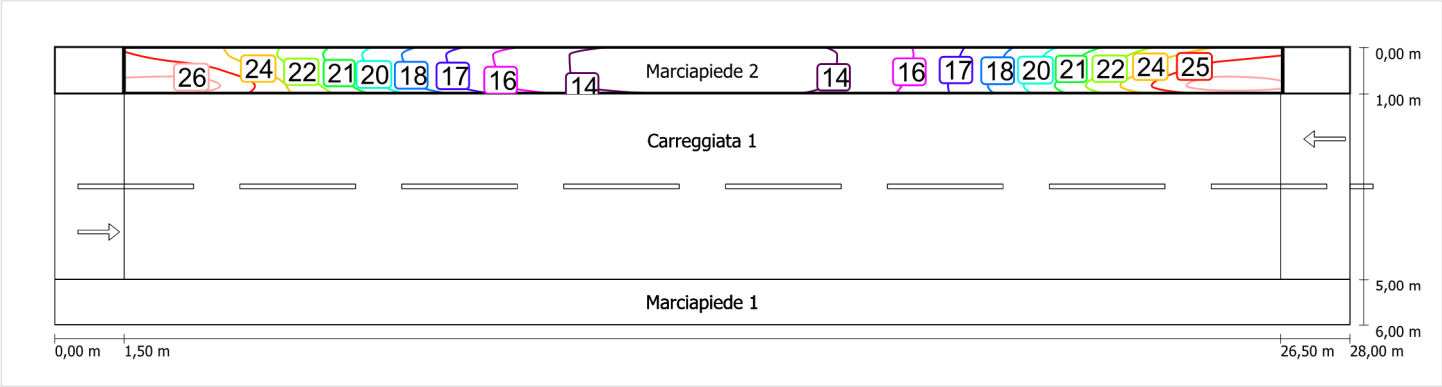 26 24 22 21 20 18 17 16 14 Marciapiede 2 14 16 17 18 20 21 22 24 25
0,00 m
1,00 m
Carreggiata 1
5,00 m
Marciapiede 1
6,00 m
0,00 m 1,50 m 26,50 m 28,00 m